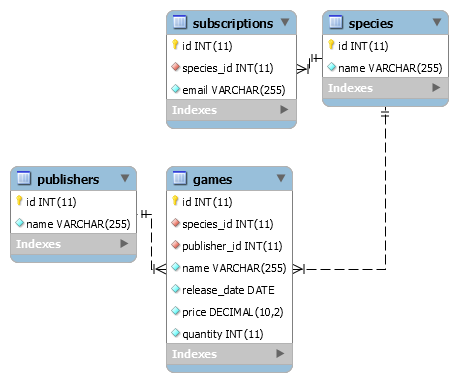 subscriptions
id INT(11)
species_id INT(11)
email VARCHAR(255)
Indexes
species
id INT(11)
name VARCHAR(255)
Indexes
publishers
id INT(11)
name VARCHAR(255)
Indexes
games
id INT(11)
species_id INT(11)
publisher_id INT(11)
name VARCHAR(255)
release_date DATE
price DECIMAL(10,2)
quantity INT(11)
Indexes